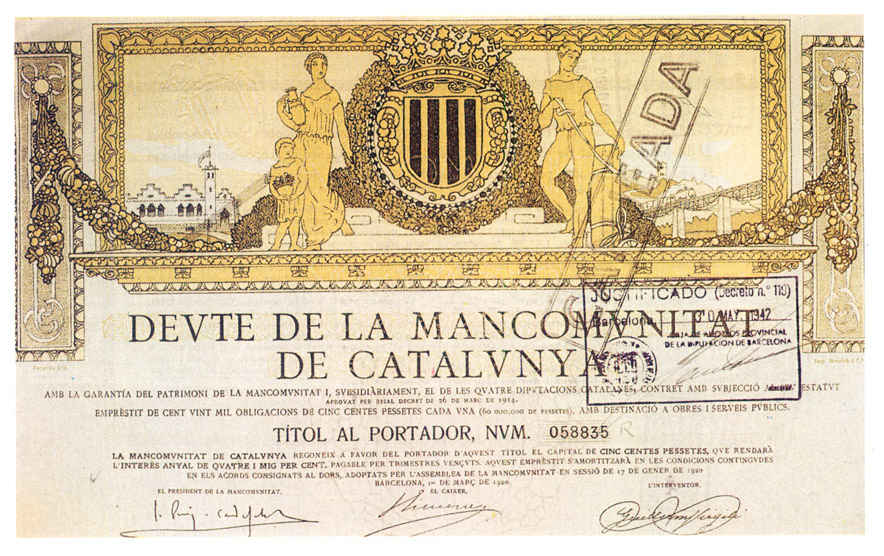 ADA
JUSTIFICADO (Decreto n.º 119)
Barcelona, MAY. 1942
PROVINCIAL
DE LA DIPUTACION DE BARCELONA
DEVTE DE LA MANCOMVNITAT
DE CATALVNYA
AMB LA GARANTÍA DEL PATRIMONI DE LA MANCOMVNITAT I, SVBSIDIÀRIAMENT, EL DE LES QVATRE DIPVTACIONS CATALANES, CONTRET AMB SVBJECCIÓ A ESTATVT
APROVAT PER REIAL DECRET DE 26 DE MARÇ DE 1914.
EMPRÈSTIT DE CENT VINT MIL OBLIGACIONS DE CINC CENTES PESSETES CADA VNA (60 000,000 DE PESSETES), AMB DESTINACIÓ A OBRES I SERVEIS PVBLICS.
TÍTOL AL PORTADOR, NVM. 058835 R
LA MANCOMVNITAT DE CATALVNYA REGONEIX A FAVOR DEL PORTADOR D'AQVEST TÍTOL EL CAPITAL DE CINC CENTES PESSETES, QVE RENDARÀ
L'INTERÈS ANYAL DE QVATRE I MIG PER CENT, PAGABLE PER TRIMESTRES VENÇVTS. AQVEST EMPRÈSTIT S'AMORTITZARÀ EN LES CONDICIONS CONTINGVDES
EN ELS ACORDS CONSIGNATS AL DORS, ADOPTATS PER L'ASSEMBLEA DE LA MANCOMVNITAT EN SESSIÓ DE 17 DE GENER DE 1920
BARCELONA, 1er DE MARÇ DE 1920.
EL PRESIDENT DE LA MANCOMVNITAT, EL CAIXER, L'INTERVENTOR,
J. Puig i Cadafalch